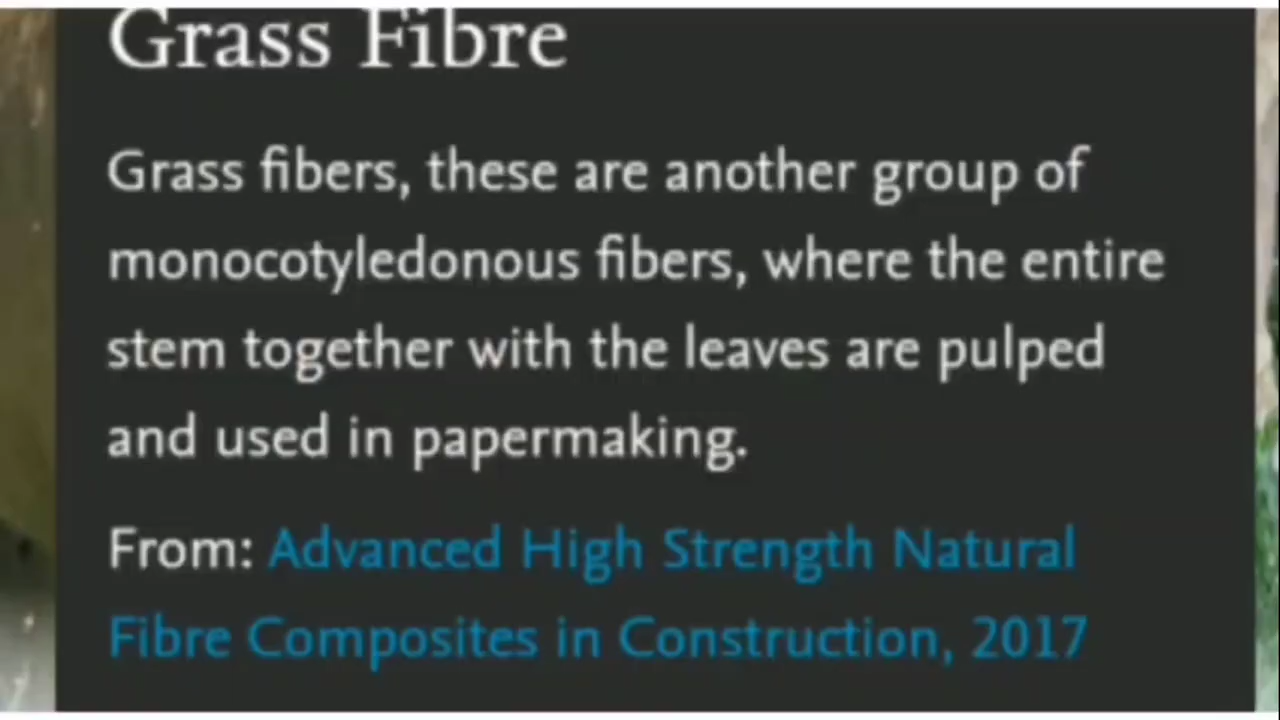 Grass Fibre
Grass fibers, these are another group of
monocotyledonous fibers, where the entire
stem together with the leaves are pulped
and used in papermaking.
From: Advanced High Strength Natural
Fibre Composites in Construction, 2017